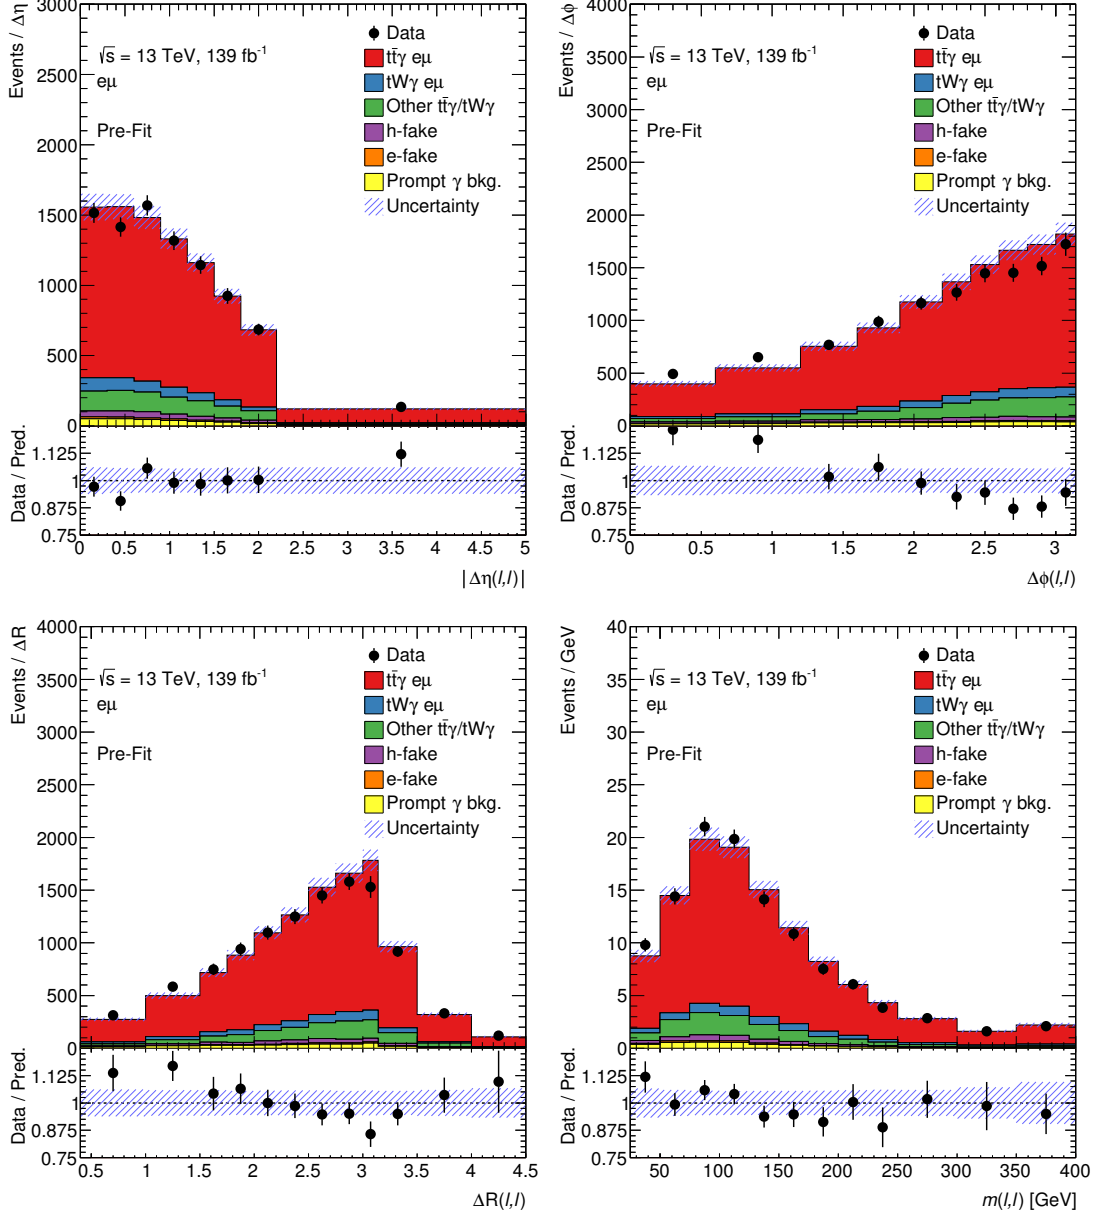 Events / Δη
3000
2500
2000
1500
1000
500
0
√s = 13 TeV, 139 fb⁻¹
eμ
Pre-Fit
Data
tt̄γ eμ
tWγ eμ
Other tt̄γ/tWγ
h-fake
e-fake
Prompt γ bkg.
Uncertainty
Data / Pred.
1.125
1
0.875
0.75
0 0.5 1 1.5 2 2.5 3 3.5 4 4.5 5
|Δη(l,l)|
Events / Δϕ
4000
3500
3000
2500
2000
1500
1000
500
0
√s = 13 TeV, 139 fb⁻¹
eμ
Pre-Fit
Data
tt̄γ eμ
tWγ eμ
Other tt̄γ/tWγ
h-fake
e-fake
Prompt γ bkg.
Uncertainty
Data / Pred.
1.125
1
0.875
0.75
0 0.5 1 1.5 2 2.5 3
Δϕ(l,l)
Events / ΔR
4000
3500
3000
2500
2000
1500
1000
500
0
√s = 13 TeV, 139 fb⁻¹
eμ
Pre-Fit
Data
tt̄γ eμ
tWγ eμ
Other tt̄γ/tWγ
h-fake
e-fake
Prompt γ bkg.
Uncertainty
Data / Pred.
1.125
1
0.875
0.75
0.5 1 1.5 2 2.5 3 3.5 4 4.5
ΔR(l,l)
Events / GeV
40
35
30
25
20
15
10
5
0
√s = 13 TeV, 139 fb⁻¹
eμ
Pre-Fit
Data
tt̄γ eμ
tWγ eμ
Other tt̄γ/tWγ
h-fake
e-fake
Prompt γ bkg.
Uncertainty
Data / Pred.
1.125
1
0.875
0.75
50 100 150 200 250 300 350 400
m(l,l) [GeV]